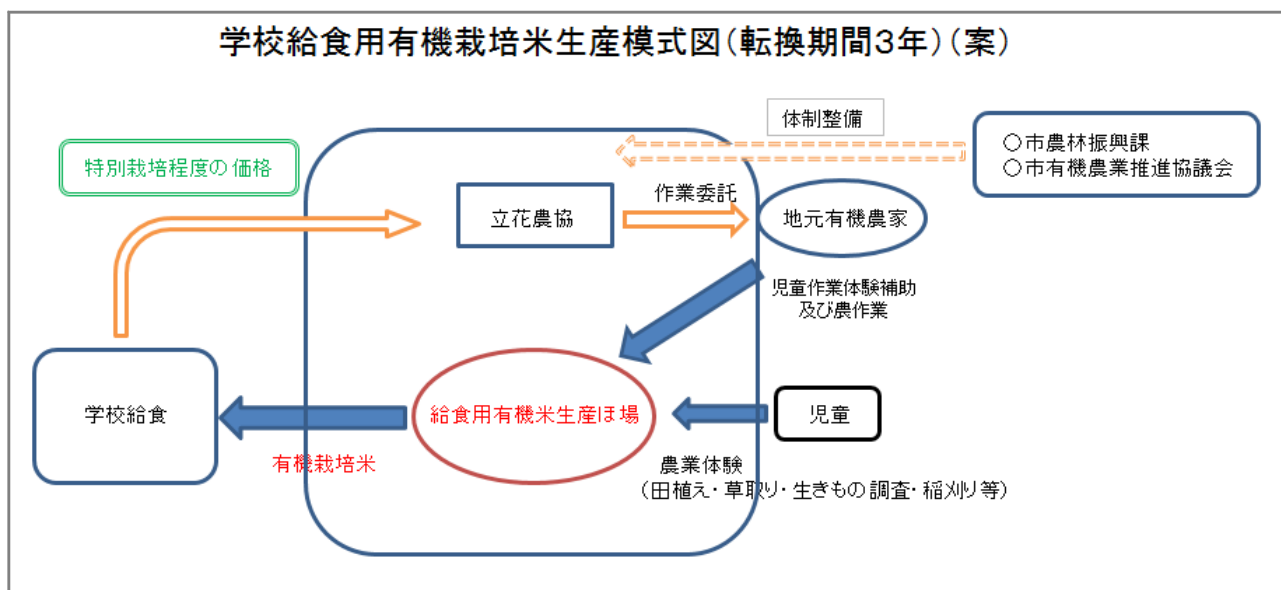 学校給食用有機栽培米生産模式図(転換期間3年)(案)
体制整備
○市農林振興課
○市有機農業推進協議会
特別栽培程度の価格
作業委託
立花農協
地元有機農家
児童作業体験補助
及び農作業
学校給食
給食用有機米生産ほ場
児童
有機栽培米
農業体験
(田植え・草取り・生きもの調査・稲刈り等)